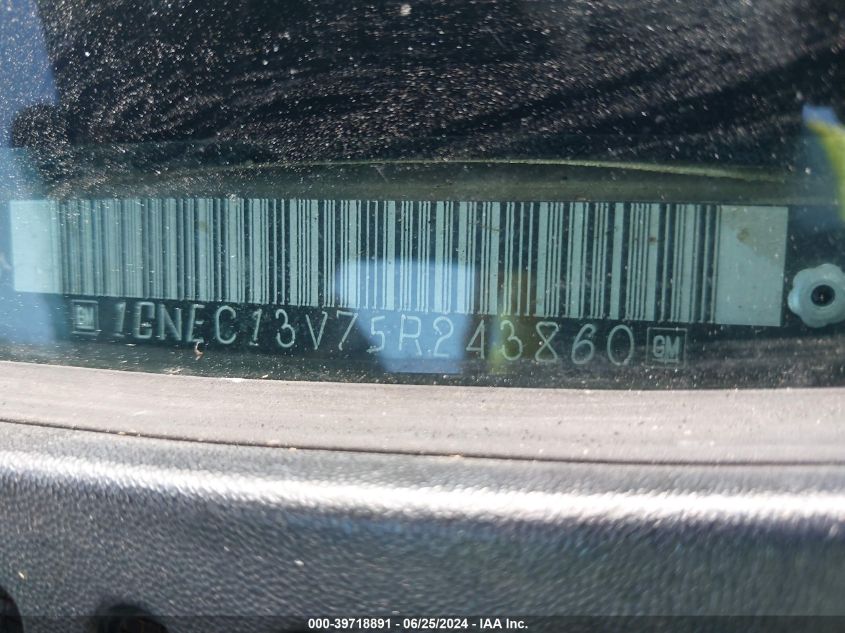 GM 1GNEC13V75R243860 GM
000-39718891 - 06/25/2024 - IAA Inc.